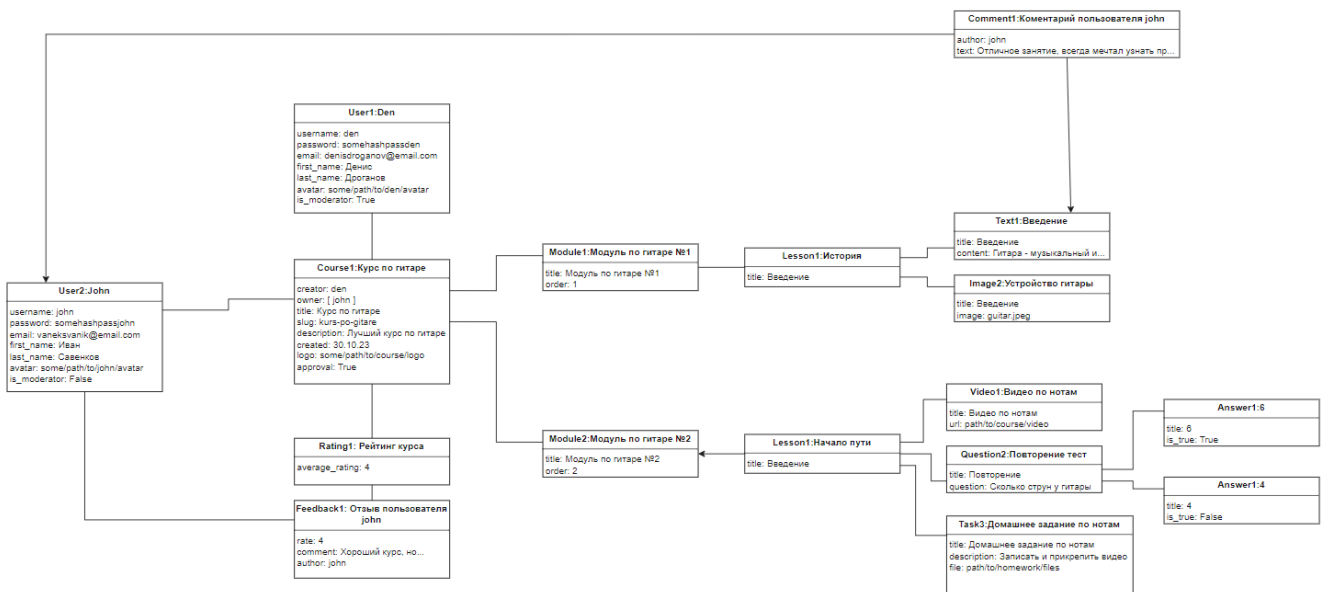 Comment1:Коментарий пользователя john
author: john
text: Отличное занятие, всегда мечтал узнать пр...
User1:Den
username: den
password: somehashpassden
email: denisdroganov@email.com
first_name: Денис
last_name: Дроганов
avatar: some/path/to/den/avatar
is_moderator: True
Text1:Введение
title: Введение
content: Гитара - музыкальный и...
Module1:Модуль по гитаре №1
title: Модуль по гитаре №1
order: 1
Lesson1:История
title: Введение
Course1:Курс по гитаре
creator: den
owner: [ john ]
title: Курс по гитаре
slug: kurs-po-gitare
description: Лучший курс по гитаре
created: 30.10.23
logo: some/path/to/course/logo
approval: True
Image2:Устройство гитары
title: Введение
image: guitar.jpeg
User2:John
username: john
password: somehashpassjohn
email: vaneksvanik@email.com
first_name: Иван
last_name: Савенков
avatar: some/path/to/john/avatar
is_moderator: False
Video1:Видео по нотам
title: Видео по нотам
url: path/to/course/video
Answer1:6
title: 6
is_true: True
Rating1: Рейтинг курса
average_rating: 4
Module2:Модуль по гитаре №2
title: Модуль по гитаре №2
order: 2
Lesson1:Начало пути
title: Введение
Question2:Повторение тест
title: Повторение
question: Сколько струн у гитары
Answer1:4
title: 4
is_true: False
Feedback1: Отзыв пользователя
john
rate: 4
comment: Хороший курс, но...
author: john
Task3:Домашнее задание по нотам
title: Домашнее задание по нотам
description: Записать и прикрепить видео
file: path/to/homework/files